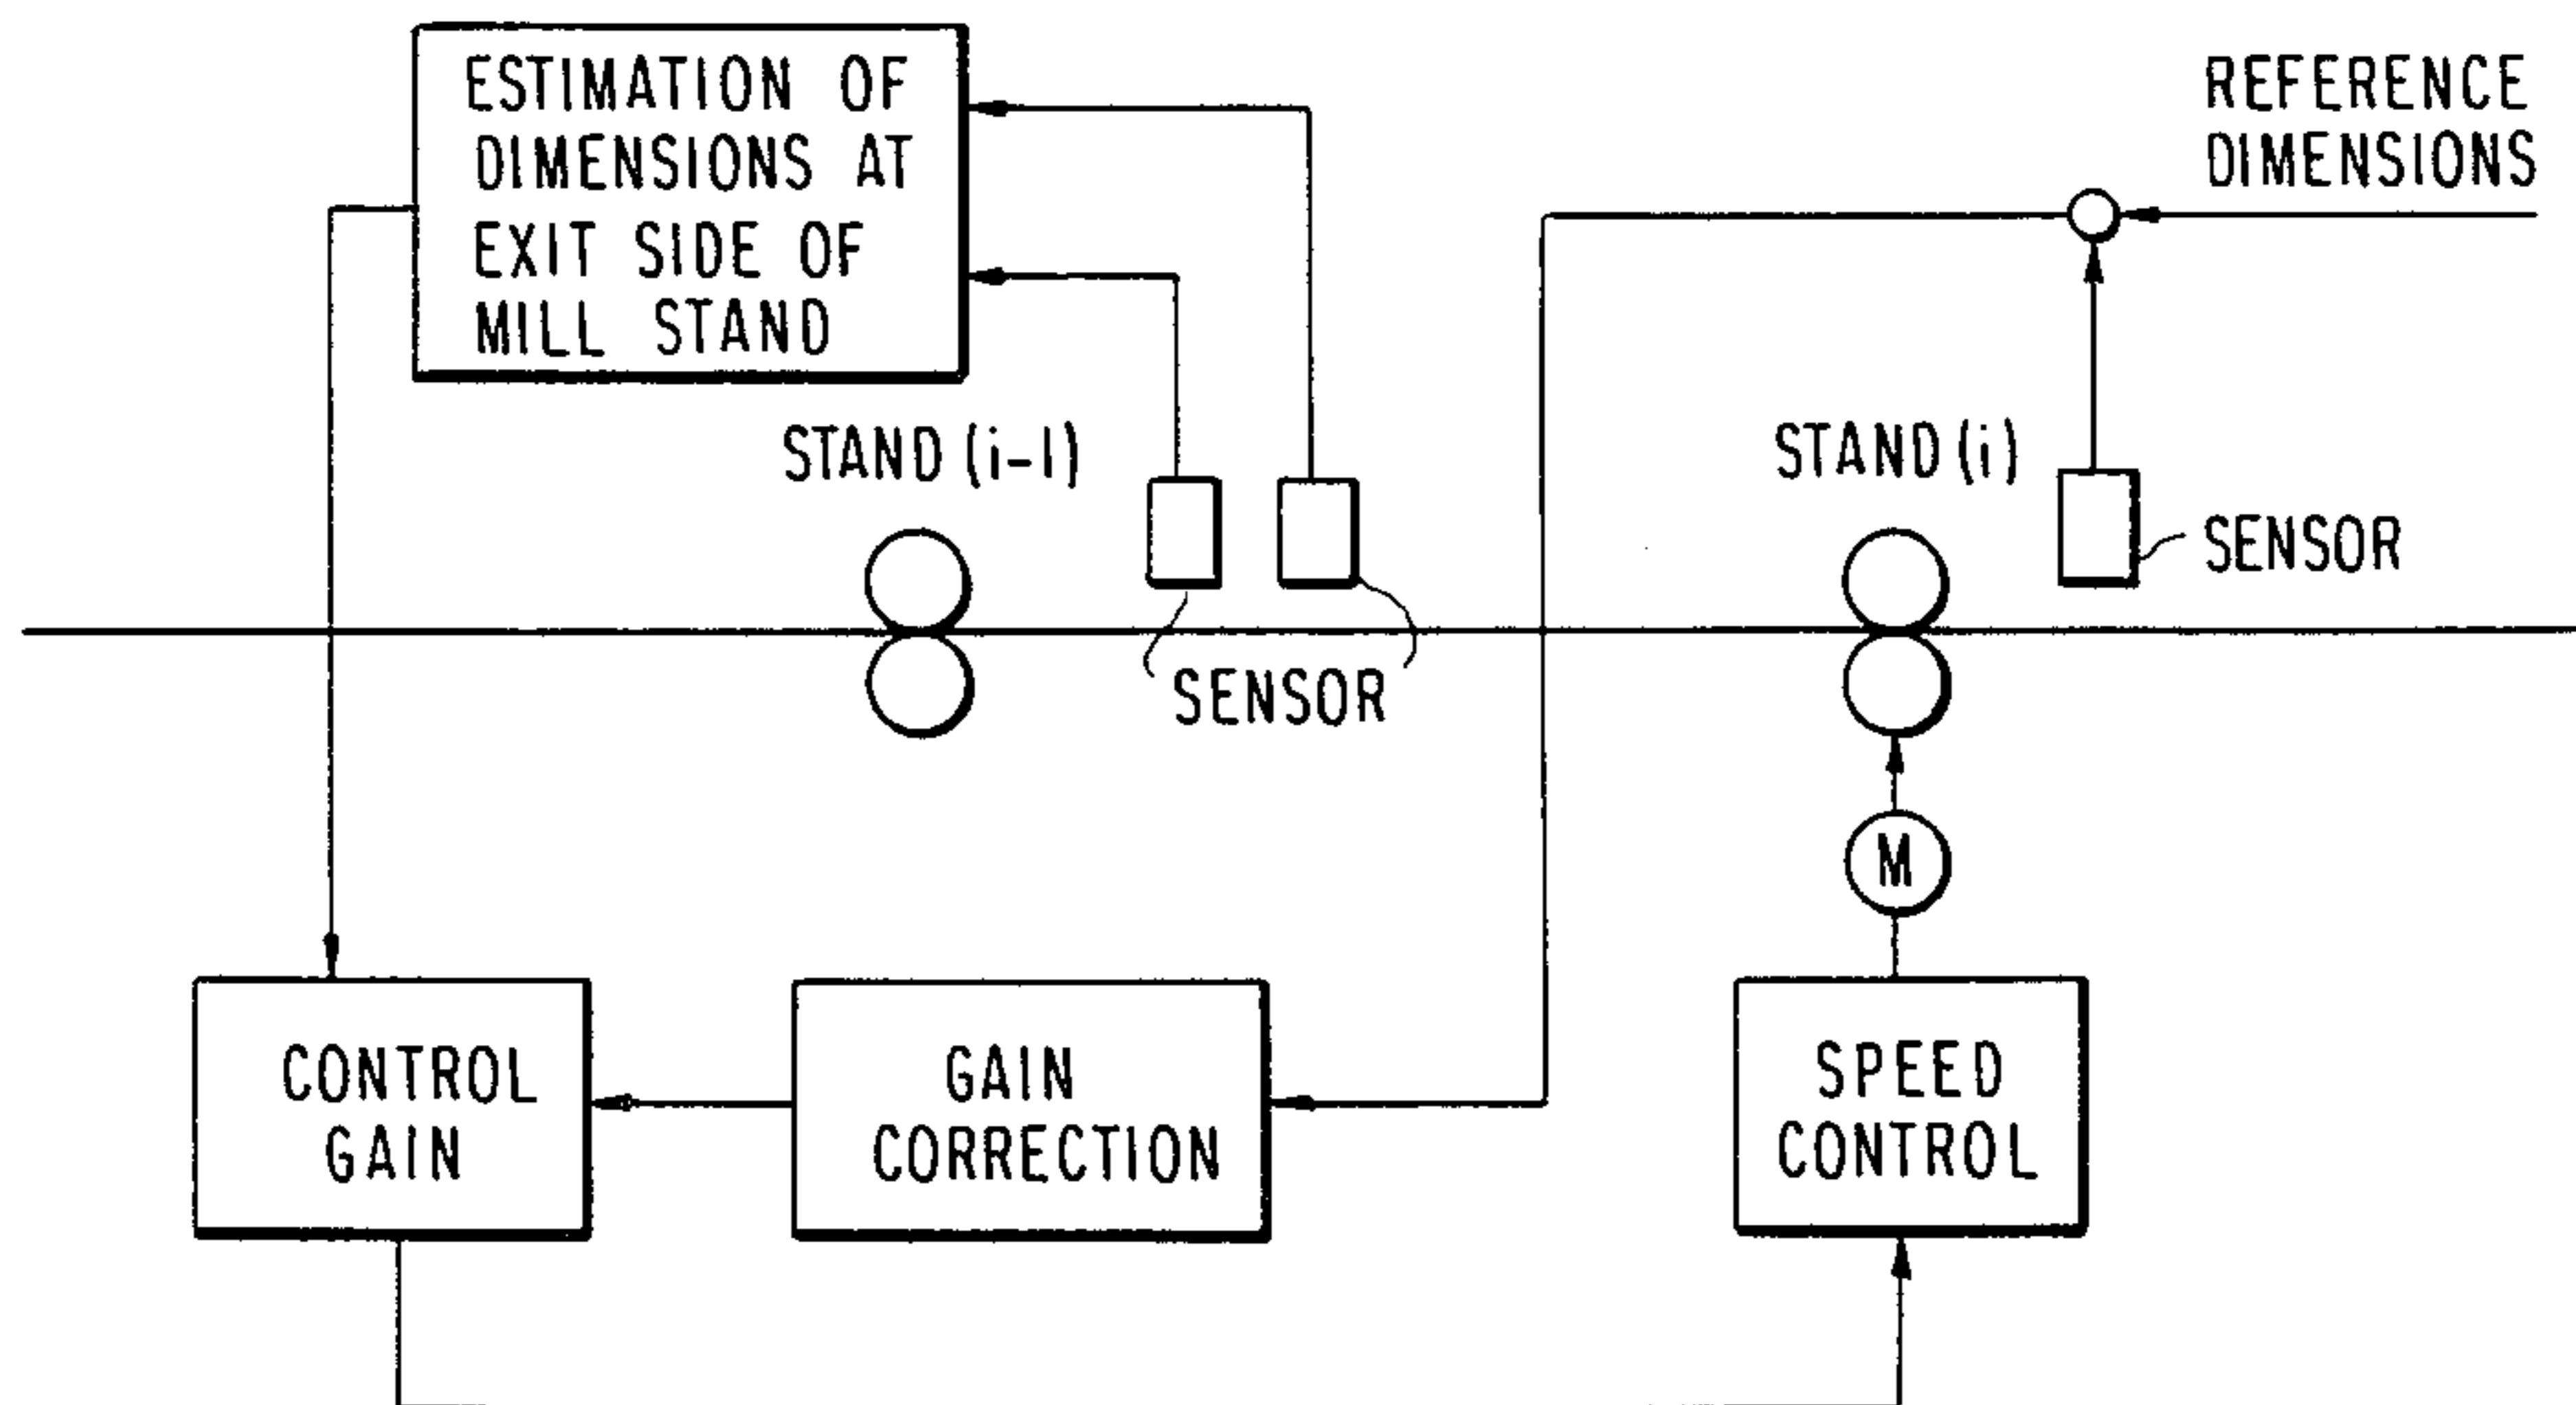 ESTIMATION OF
DIMENSIONS AT
EXIT SIDE OF
MILL STAND
REFERENCE
DIMENSIONS
STAND (i-1)
STAND (i)
SENSOR
SENSOR
M
CONTROL
GAIN
GAIN
CORRECTION
SPEED
CONTROL